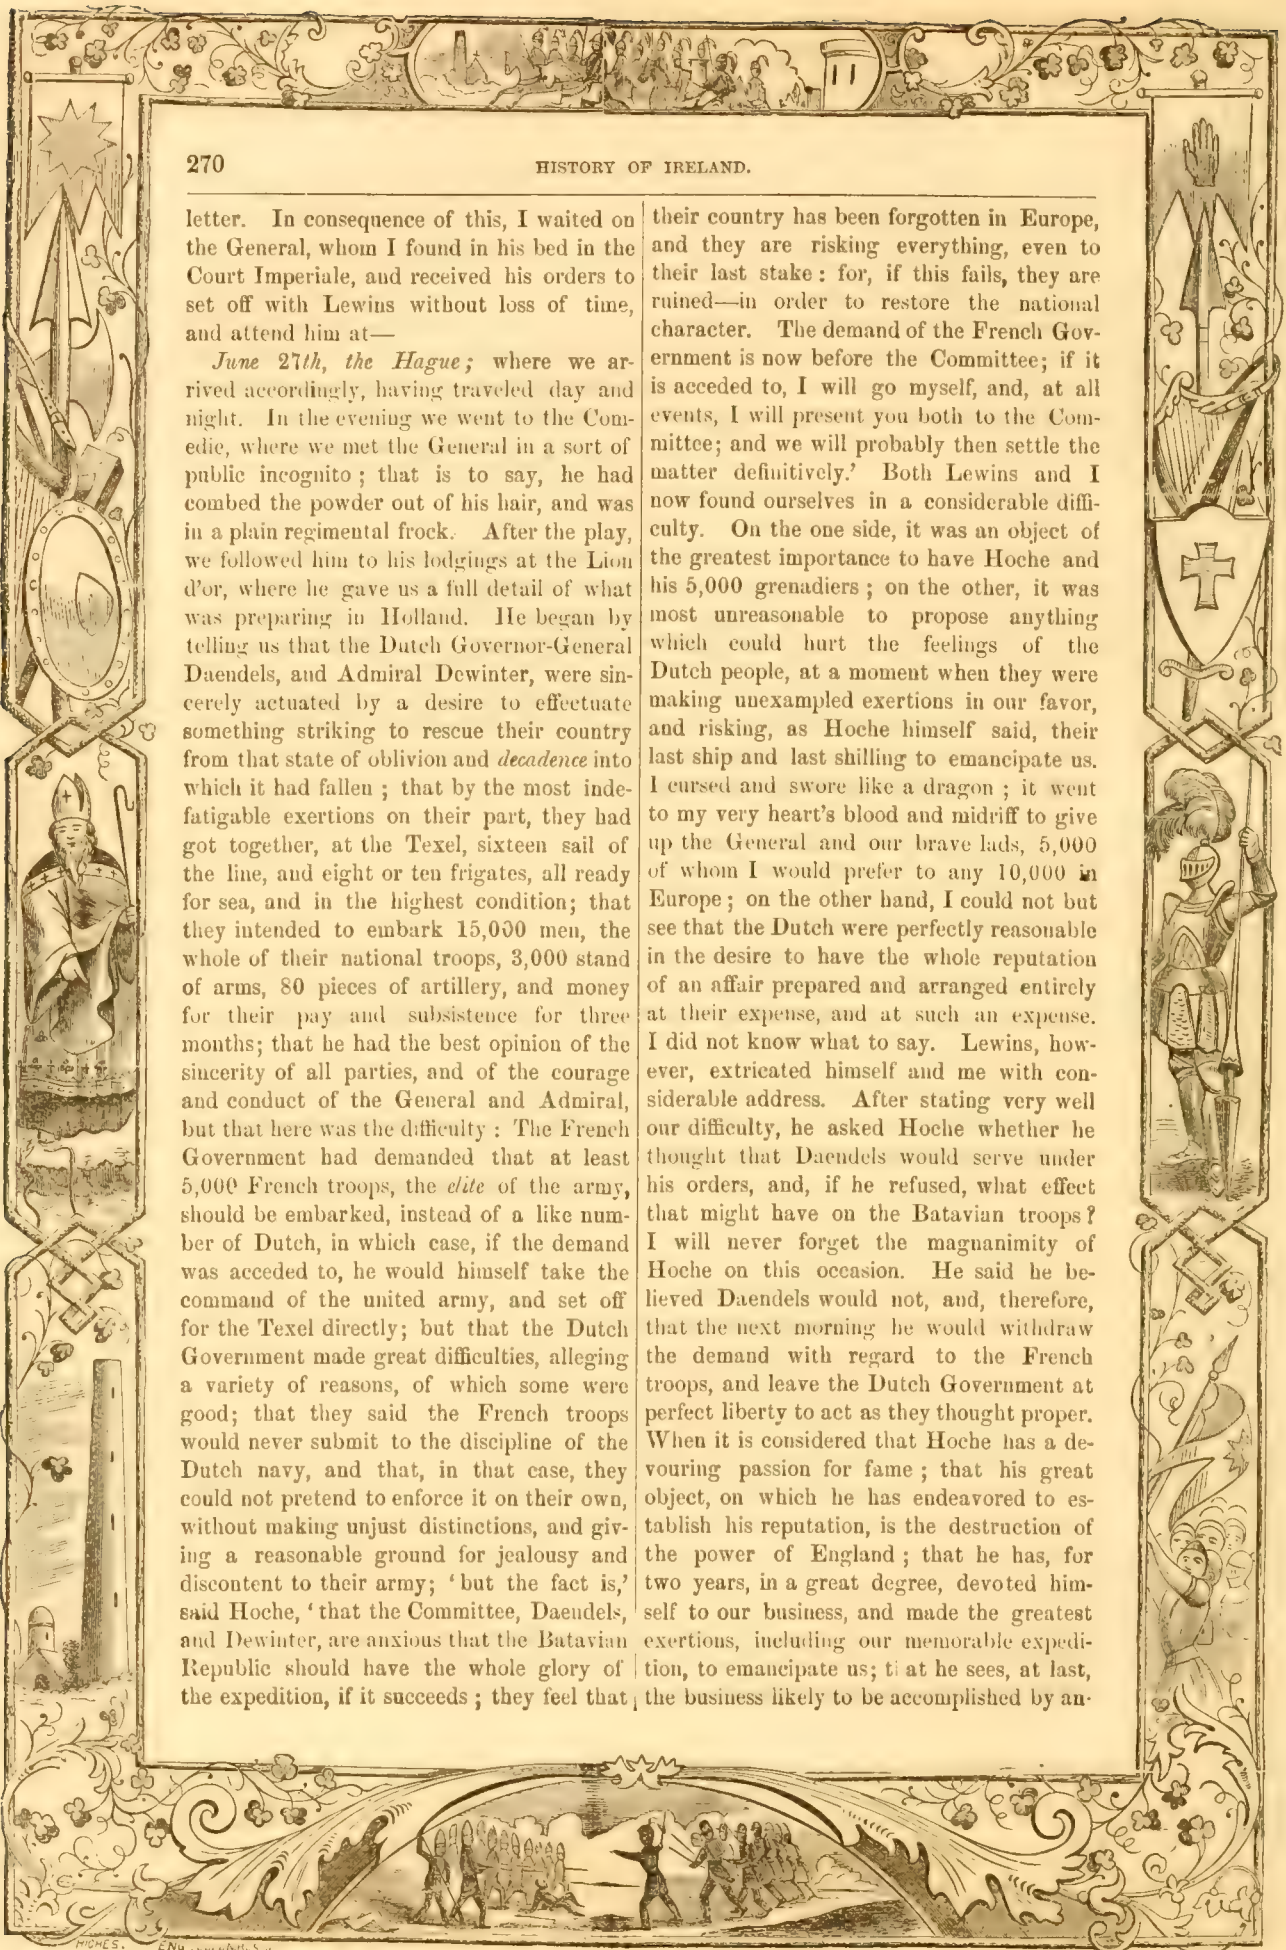 270
HISTORY OF IRELAND.
letter. In consequence of this, I waited on
the General, whom I found in his bed in the
Court Imperiale, and received his orders to
set off with Lewins without loss of time,
and attend him at—
June 27th, the Hague; where we ar-
rived accordingly, having traveled day and
night. In the evening we went to the Com-
edie, where we met the General in a sort of
public incognito ; that is to say, he had
combed the powder out of his hair, and was
in a plain regimental frock. After the play,
we followed him to his lodgings at the Lion
d'or, where he gave us a full detail of what
was preparing in Holland. He began by
telling us that the Dutch Governor-General
Daendels, and Admiral Dewinter, were sin-
cerely actuated by a desire to effectuate
something striking to rescue their country
from that state of oblivion and decadence into
which it had fallen ; that by the most inde-
fatigable exertions on their part, they had
got together, at the Texel, sixteen sail of
the line, and eight or ten frigates, all ready
for sea, and in the highest condition; that
they intended to embark 15,000 men, the
whole of their national troops, 3,000 stand
of arms, 80 pieces of artillery, and money
for their pay and subsistence for three
months; that he had the best opinion of the
sincerity of all parties, and of the courage
and conduct of the General and Admiral,
but that here was the difficulty : The French
Government had demanded that at least
5,000 French troops, the elite of the army,
should be embarked, instead of a like num-
ber of Dutch, in which case, if the demand
was acceded to, he would himself take the
command of the united army, and set off
for the Texel directly; but that the Dutch
Government made great difficulties, alleging
a variety of reasons, of which some were
good; that they said the French troops
would never submit to the discipline of the
Dutch navy, and that, in that case, they
could not pretend to enforce it on their own,
without making unjust distinctions, and giv-
ing a reasonable ground for jealousy and
discontent to their army; ‘but the fact is,’
said Hoche, ‘that the Committee, Daendels,
and Dewinter, are anxious that the Batavian
Republic should have the whole glory of
the expedition, if it succeeds ; they feel that
their country has been forgotten in Europe,
and they are risking everything, even to
their last stake : for, if this fails, they are
ruined—in order to restore the national
character. The demand of the French Gov-
ernment is now before the Committee; if it
is acceded to, I will go myself, and, at all
events, I will present you both to the Com-
mittee; and we will probably then settle the
matter definitively.’ Both Lewins and I
now found ourselves in a considerable diffi-
culty. On the one side, it was an object of
the greatest importance to have Hoche and
his 5,000 grenadiers ; on the other, it was
most unreasonable to propose anything
which could hurt the feelings of the
Dutch people, at a moment when they were
making unexampled exertions in our favor,
and risking, as Hoche himself said, their
last ship and last shilling to emancipate us.
I cursed and swore like a dragon ; it went
to my very heart's blood and midriff to give
up the General and our brave lads, 5,000
of whom I would prefer to any 10,000 in
Europe ; on the other hand, I could not but
see that the Dutch were perfectly reasonable
in the desire to have the whole reputation
of an affair prepared and arranged entirely
at their expense, and at such an expense.
I did not know what to say. Lewins, how-
ever, extricated himself and me with con-
siderable address. After stating very well
our difficulty, he asked Hoche whether he
thought that Daendels would serve under
his orders, and, if he refused, what effect
that might have on the Batavian troops?
I will never forget the magnanimity of
Hoche on this occasion. He said he be-
lieved Daendels would not, and, therefore,
that the next morning he would withdraw
the demand with regard to the French
troops, and leave the Dutch Government at
perfect liberty to act as they thought proper.
When it is considered that Hoche has a de-
vouring passion for fame ; that his great
object, on which he has endeavored to es-
tablish his reputation, is the destruction of
the power of England ; that he has, for
two years, in a great degree, devoted him-
self to our business, and made the greatest
exertions, including our memorable expedi-
tion, to emancipate us; that he sees, at last,
the business likely to be accomplished by an-